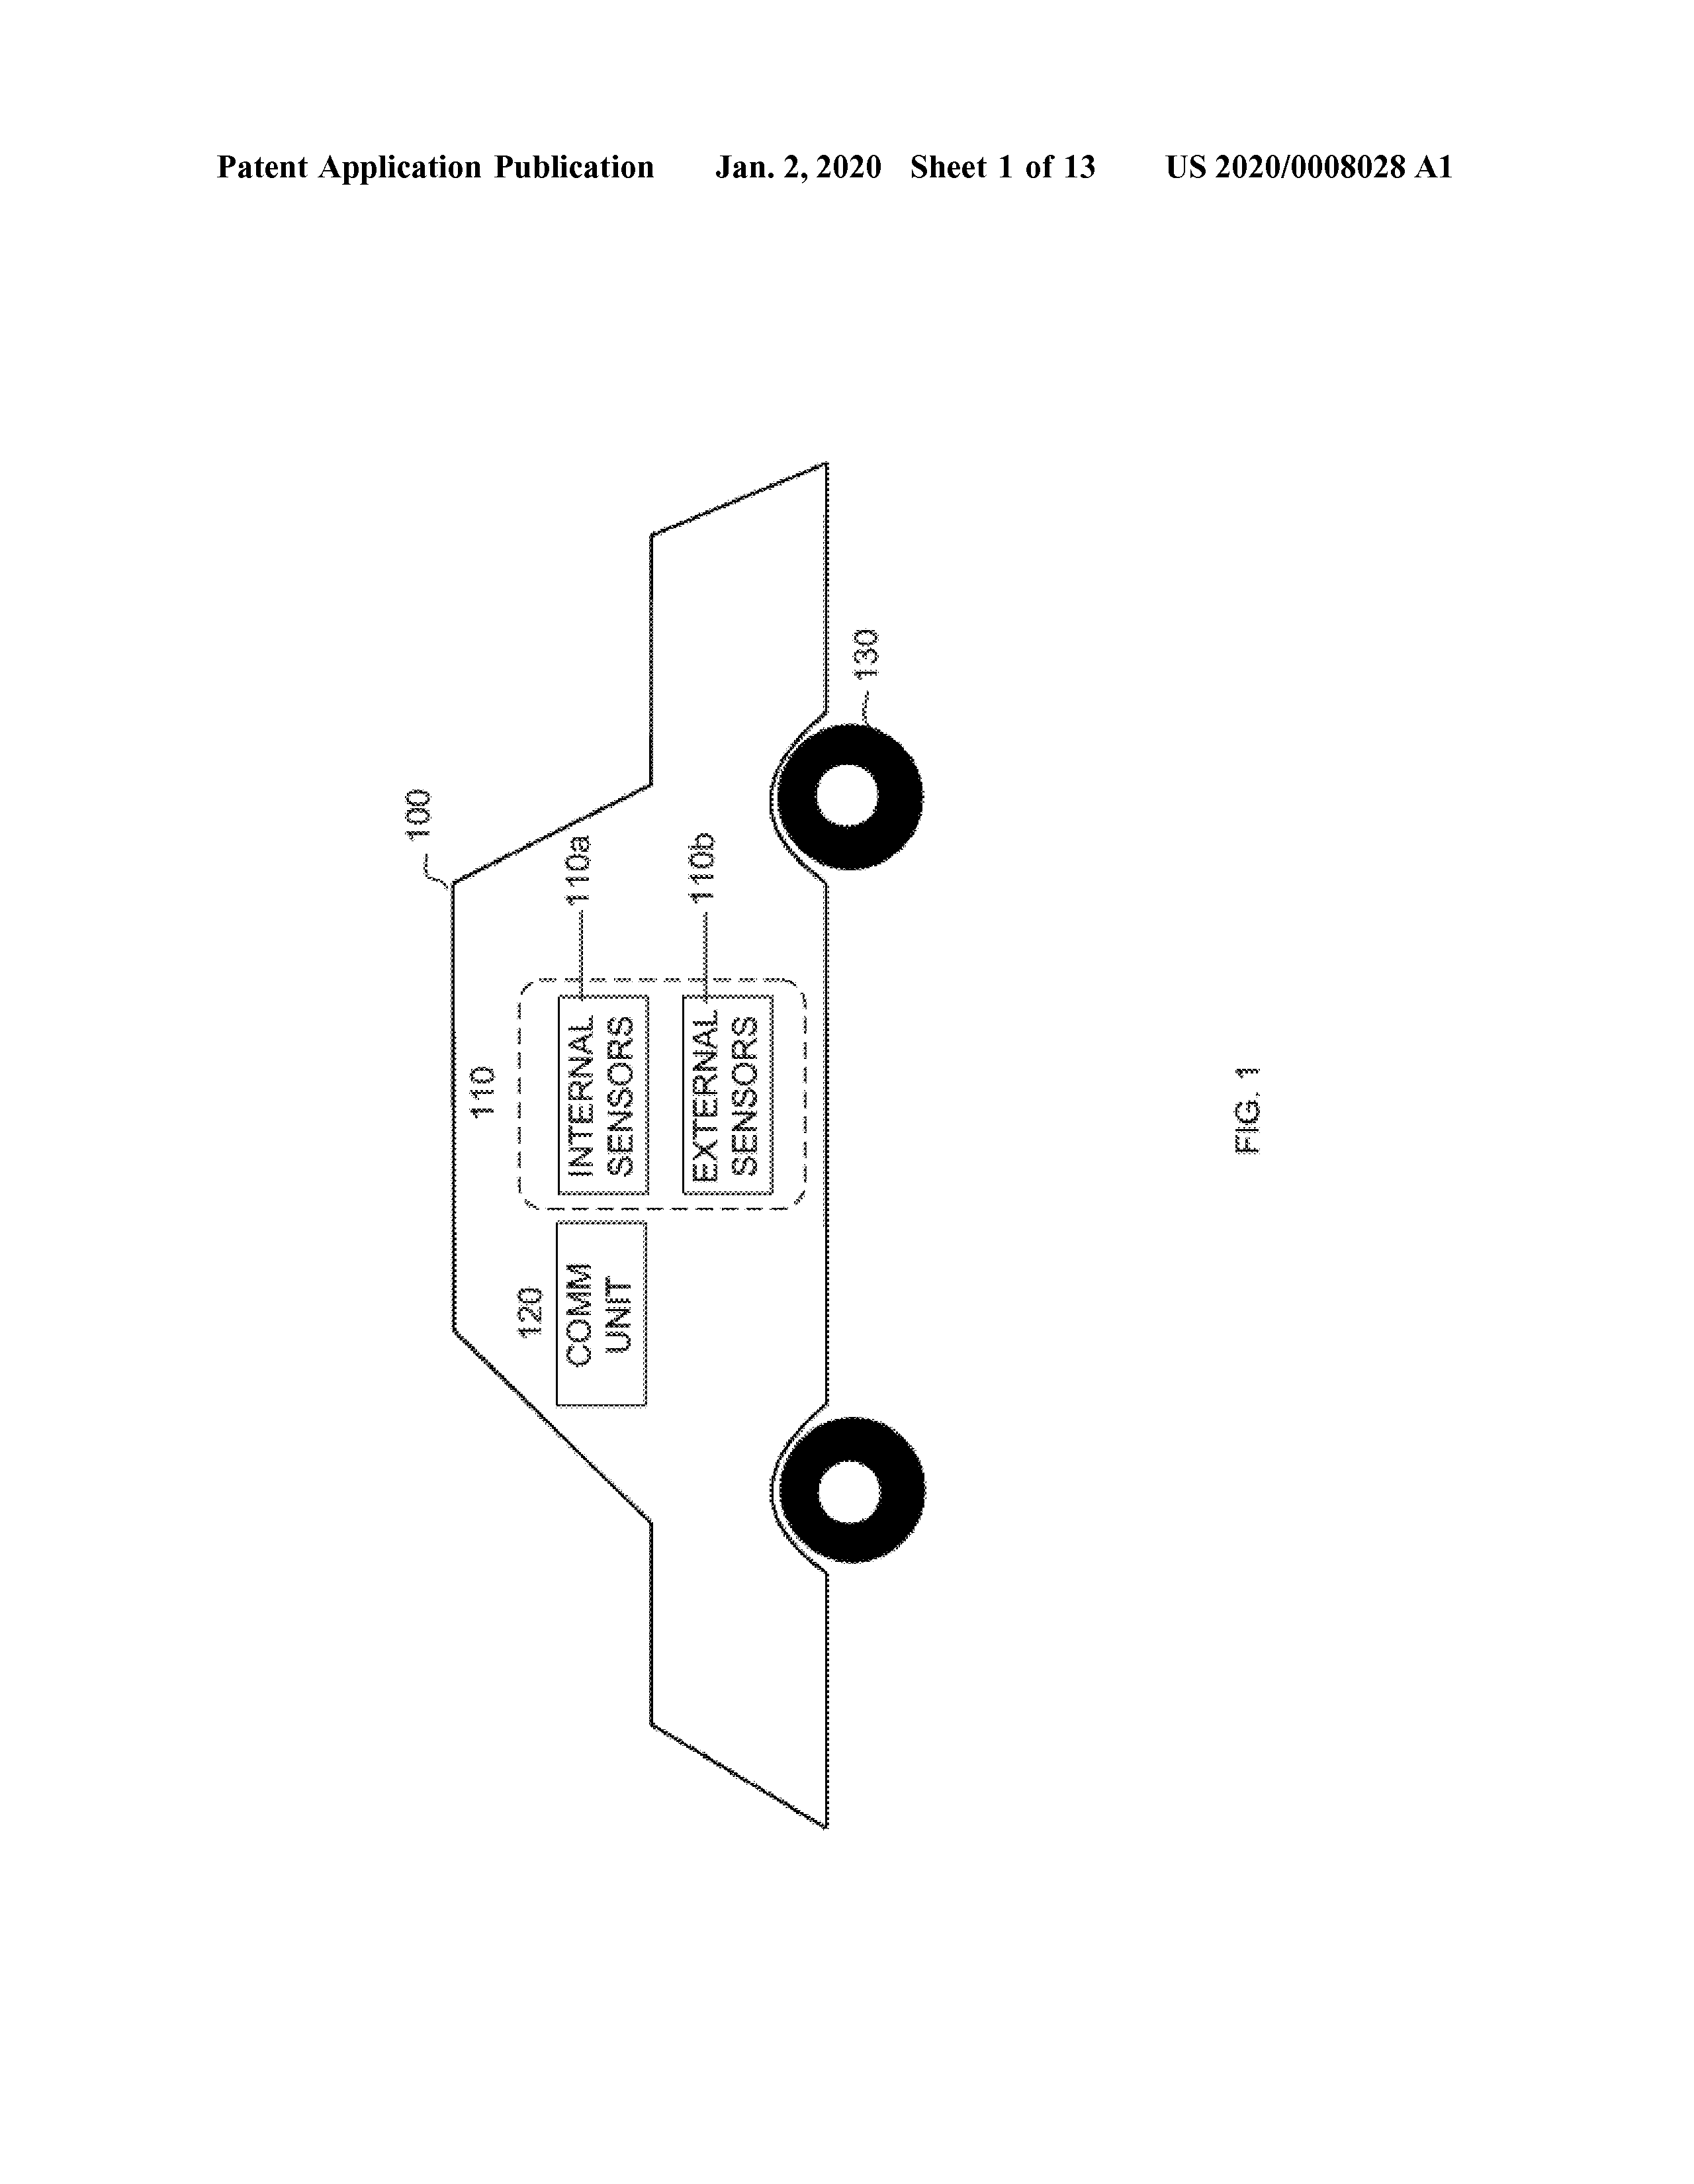 Patent Application Publication Jan. 2, 2020 Sheet 1 of 13 US 2020/0008028 A1
100
110
120
COMM
UNIT
INTERNAL
SENSORS
110a
EXTERNAL
SENSORS
110b
130
FIG. 1